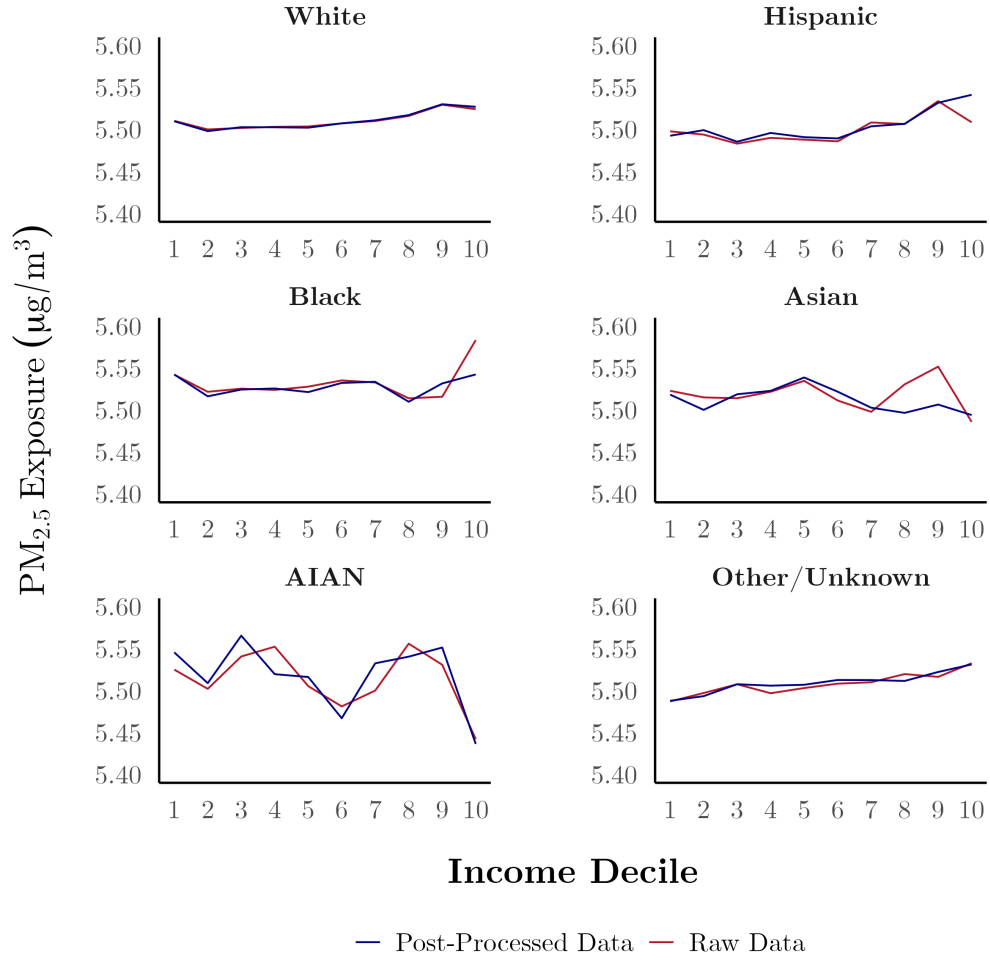 White
5.60
5.55
5.50
5.45
5.40
1 2 3 4 5 6 7 8 9 10
Hispanic
5.60
5.55
5.50
5.45
5.40
1 2 3 4 5 6 7 8 9 10
Black
5.60
5.55
5.50
5.45
5.40
1 2 3 4 5 6 7 8 9 10
Asian
5.60
5.55
5.50
5.45
5.40
1 2 3 4 5 6 7 8 9 10
AIAN
5.60
5.55
5.50
5.45
5.40
1 2 3 4 5 6 7 8 9 10
Other/Unknown
5.60
5.55
5.50
5.45
5.40
1 2 3 4 5 6 7 8 9 10
PM₂.₅ Exposure (µg/m³)
Income Decile
Post-Processed Data
Raw Data